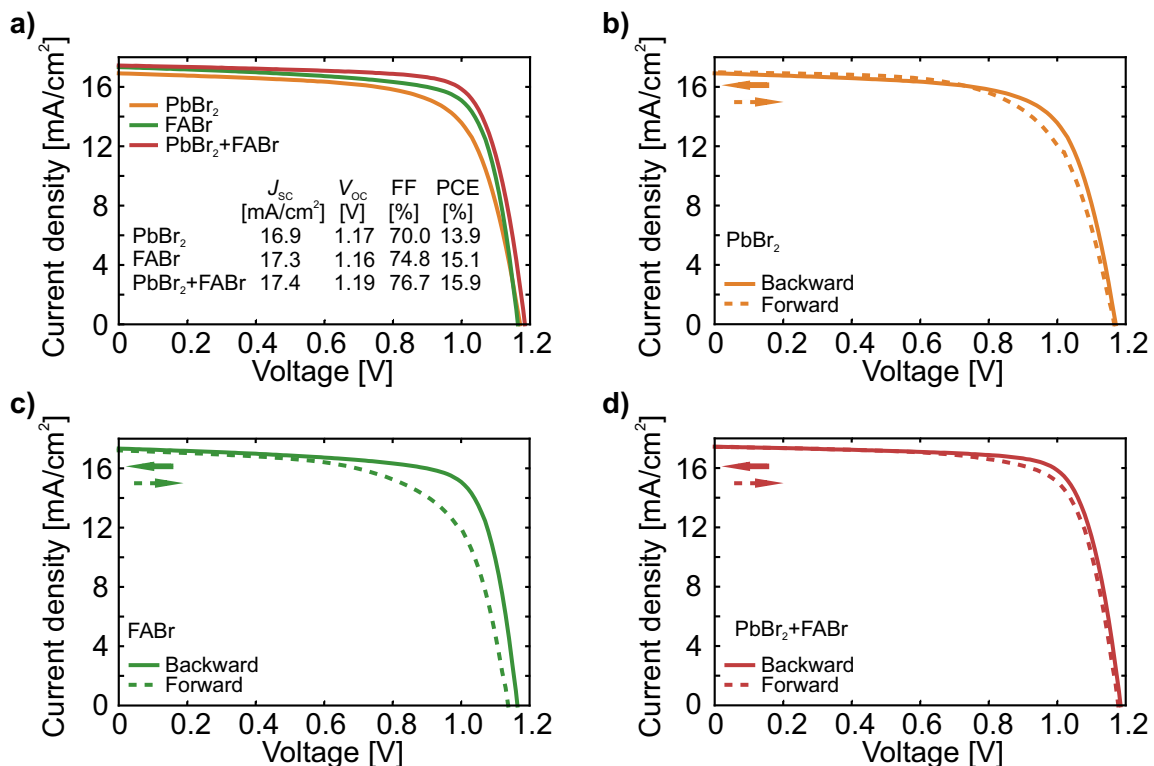 a)
Current density [mA/cm²]
16
12
8
4
0
PbBr₂
FABr
PbBr₂+FABr
J_SC V_OC FF PCE
[mA/cm²] [V] [%] [%]
PbBr₂ 16.9 1.17 70.0 13.9
FABr 17.3 1.16 74.8 15.1
PbBr₂+FABr 17.4 1.19 76.7 15.9
0 0.2 0.4 0.6 0.8 1.0 1.2
Voltage [V]
b)
Current density [mA/cm²]
16
12
8
4
0
PbBr₂
Backward
Forward
0 0.2 0.4 0.6 0.8 1.0 1.2
Voltage [V]
c)
Current density [mA/cm²]
16
12
8
4
0
FABr
Backward
Forward
0 0.2 0.4 0.6 0.8 1.0 1.2
Voltage [V]
d)
Current density [mA/cm²]
16
12
8
4
0
PbBr₂+FABr
Backward
Forward
0 0.2 0.4 0.6 0.8 1.0 1.2
Voltage [V]